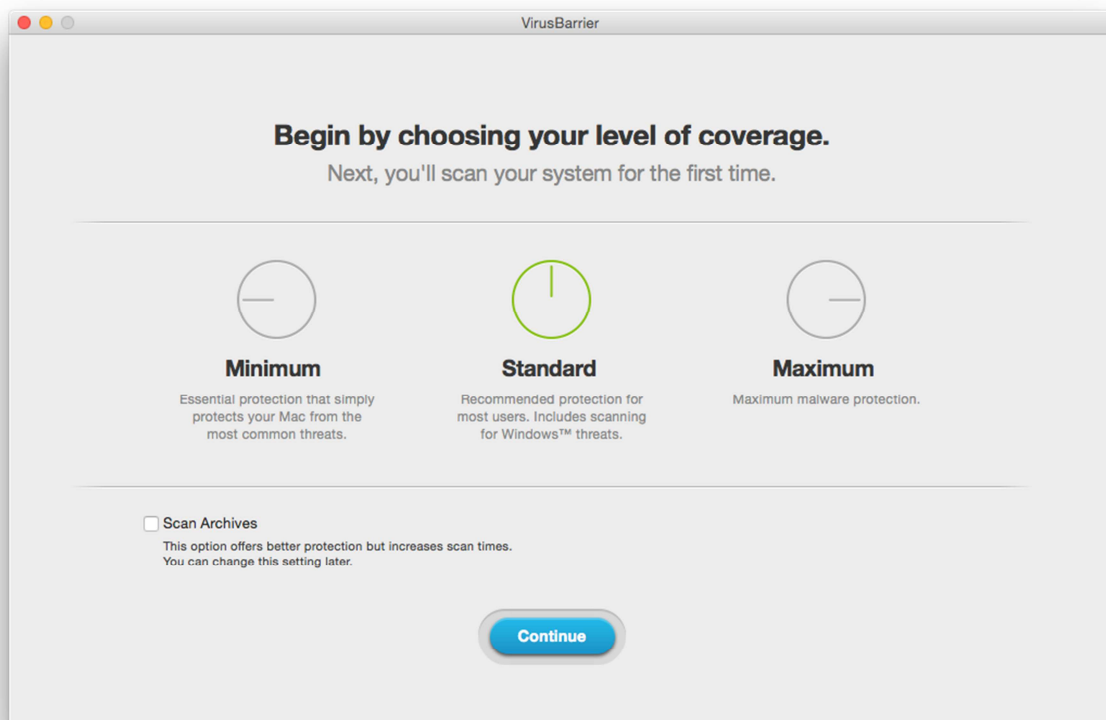 VirusBarrier
Begin by choosing your level of coverage.
Next, you'll scan your system for the first time.
Minimum
Essential protection that simply
protects your Mac from the
most common threats.
Standard
Recommended protection for
most users. Includes scanning
for Windows™ threats.
Maximum
Maximum malware protection.
Scan Archives
This option offers better protection but increases scan times.
You can change this setting later.
Continue